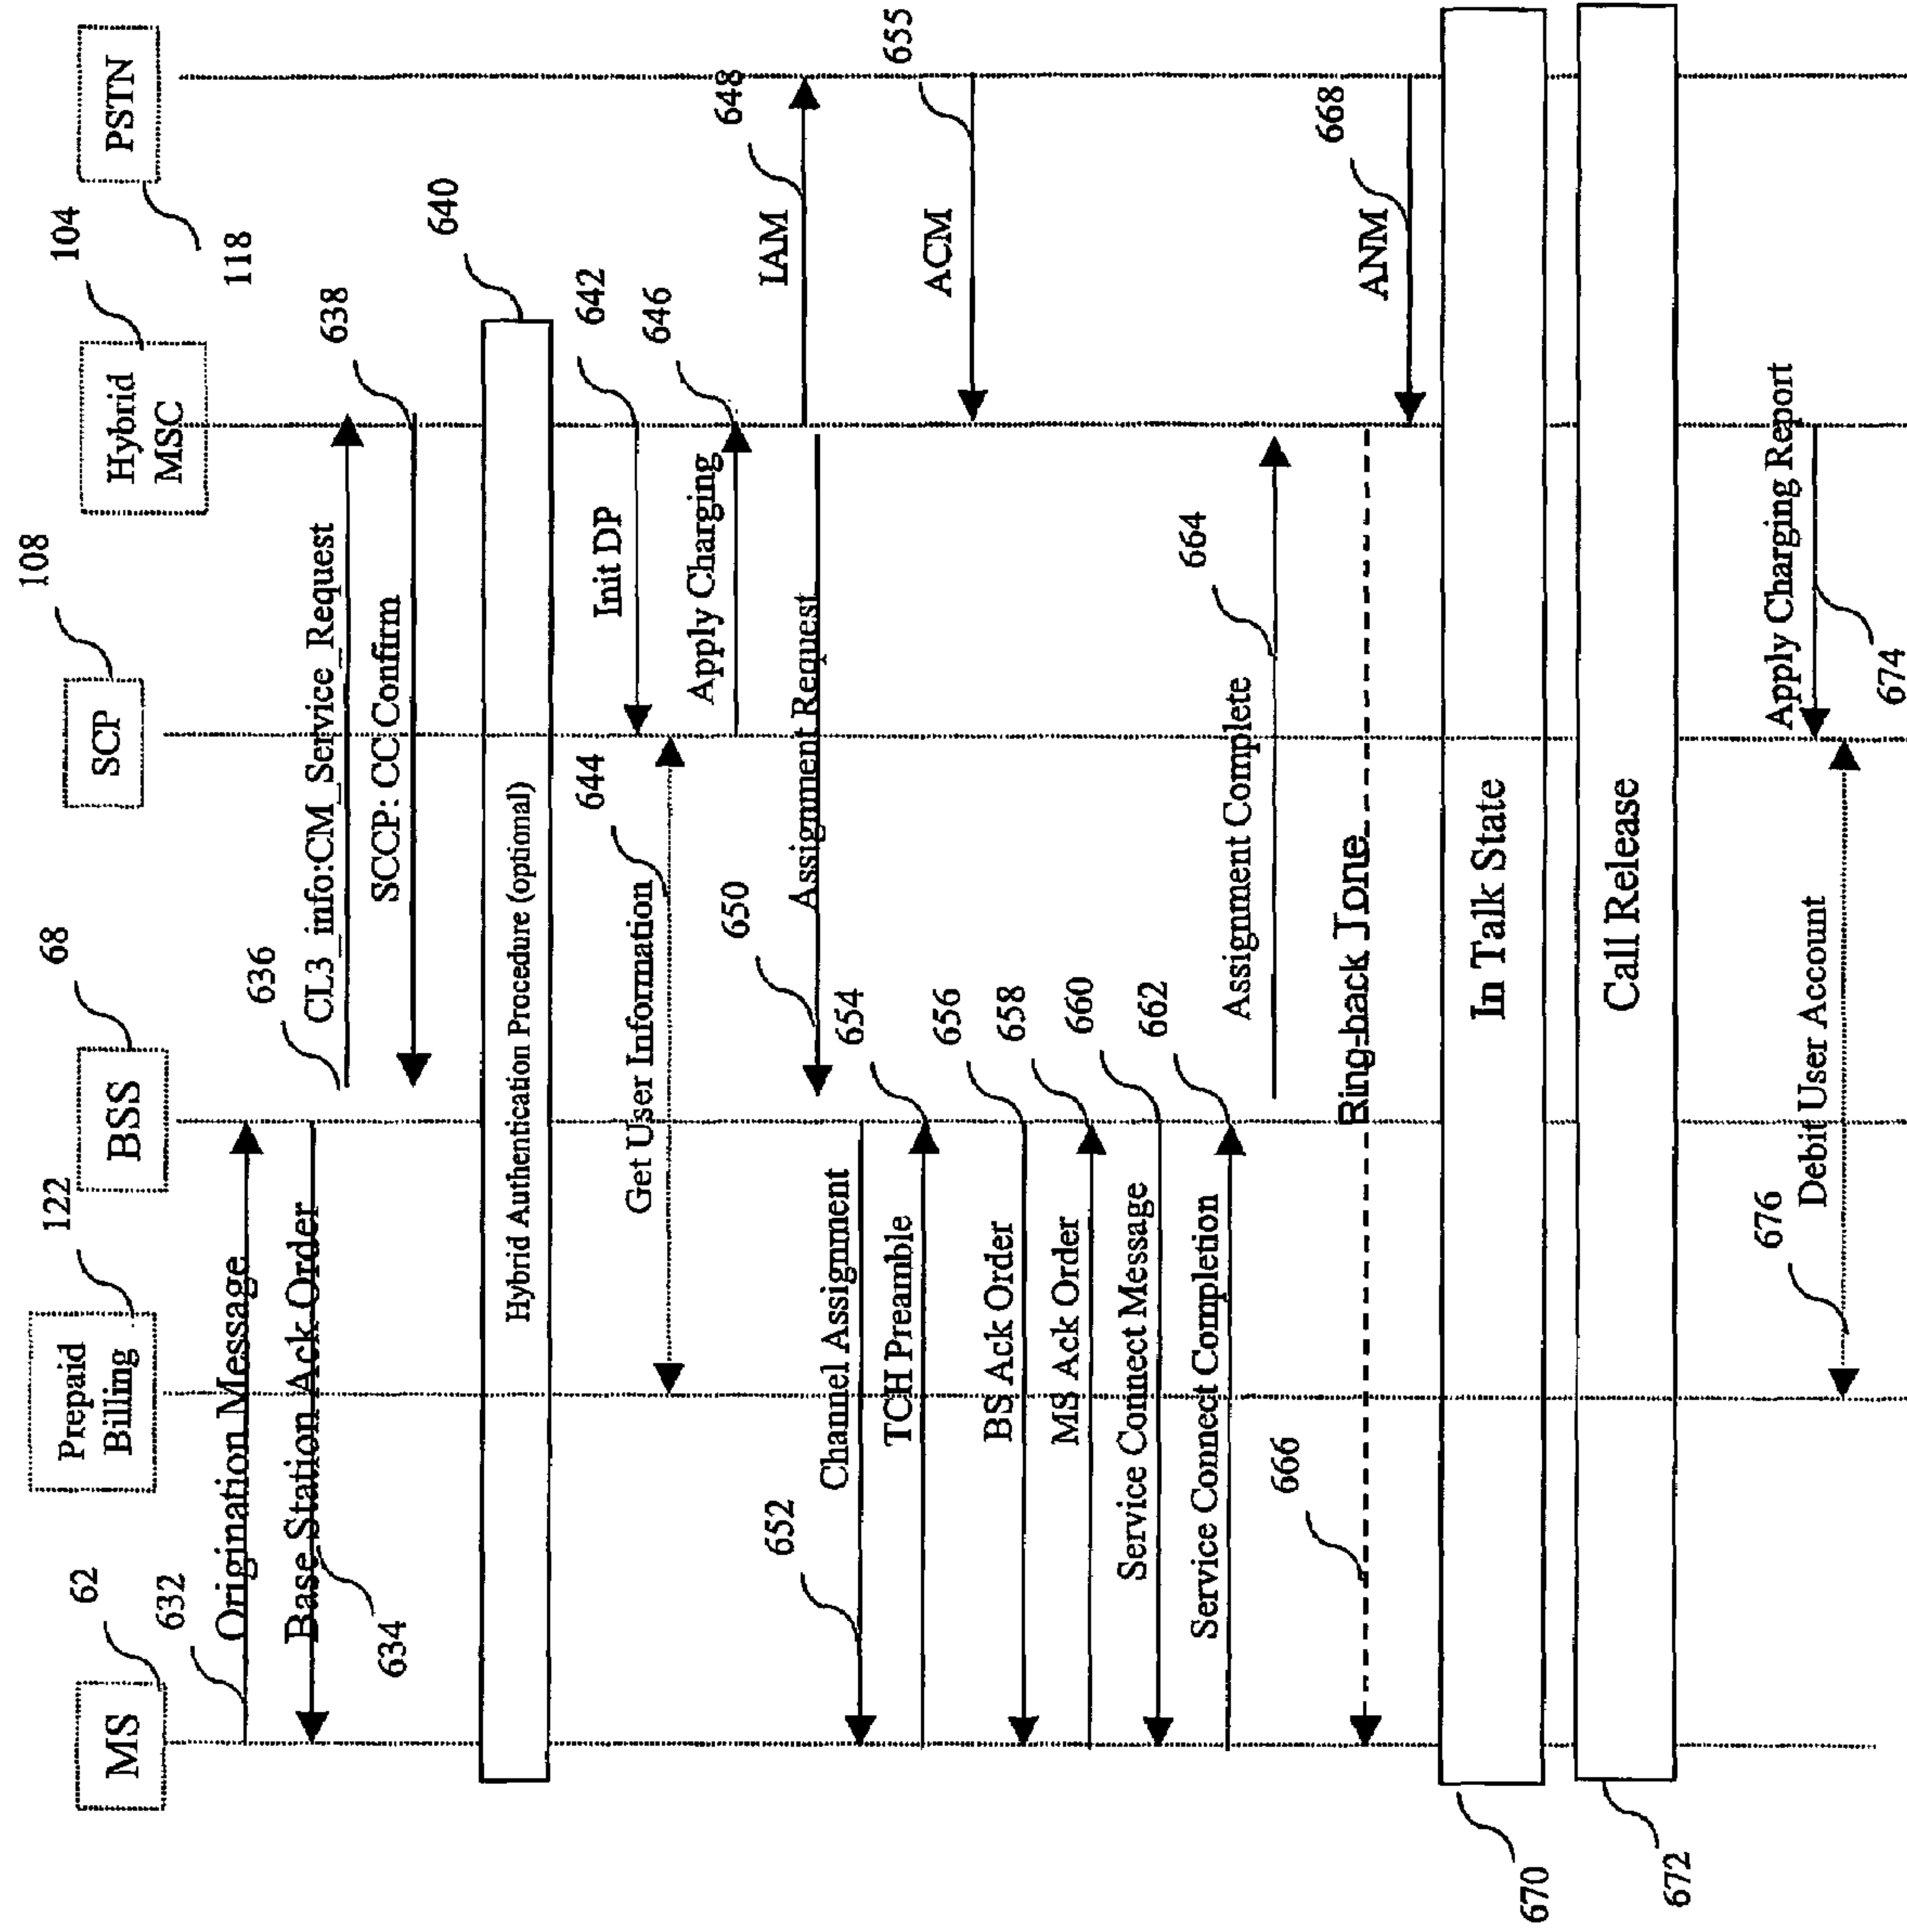 MS
62
Prepaid
Billing
122
BSS
68
SCP
108
Hybrid
MSC
104
PSTN
118
632
Origination Message
Base Station Ack Order
634
636
CL3_info:CM_Service_Request
SCCP: CC Confirm
638
Hybrid Authentication Procedure (optional)
640
Init DP
642
Get User Information
644
Apply Charging
646
IAM
648
650
Assignment Request
652
Channel Assignment
654
TCH Preamble
ACM
655
BS Ack Order
656
MS Ack Order
658
Service Connect Message
660
Service Connect Completion
662
Assignment Complete
664
666
Ring-back Tone
ANM
668
In Talk State
670
Call Release
672
Apply Charging Report
674
676
Debit User Account